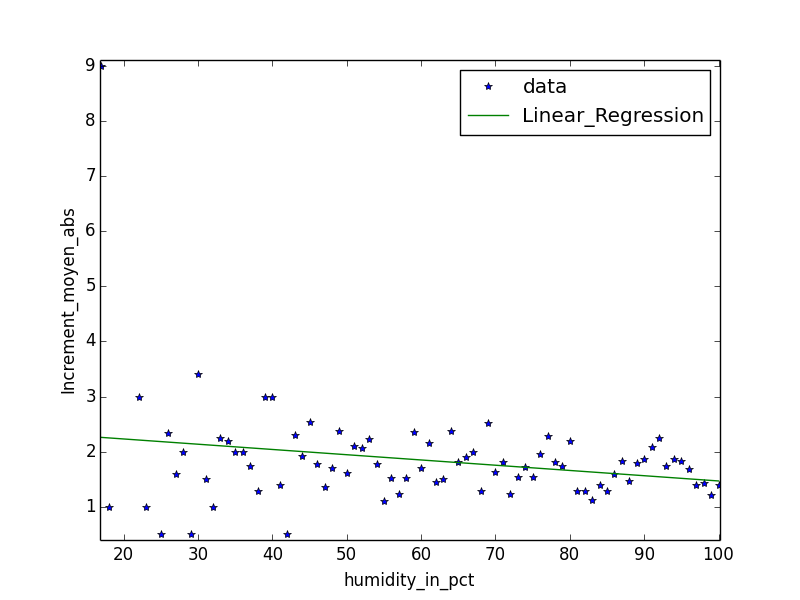 9
8
7
6
5
4
3
2
1
Increment_moyen_abs
data
Linear_Regression
20 30 40 50 60 70 80 90 100
humidity_in_pct